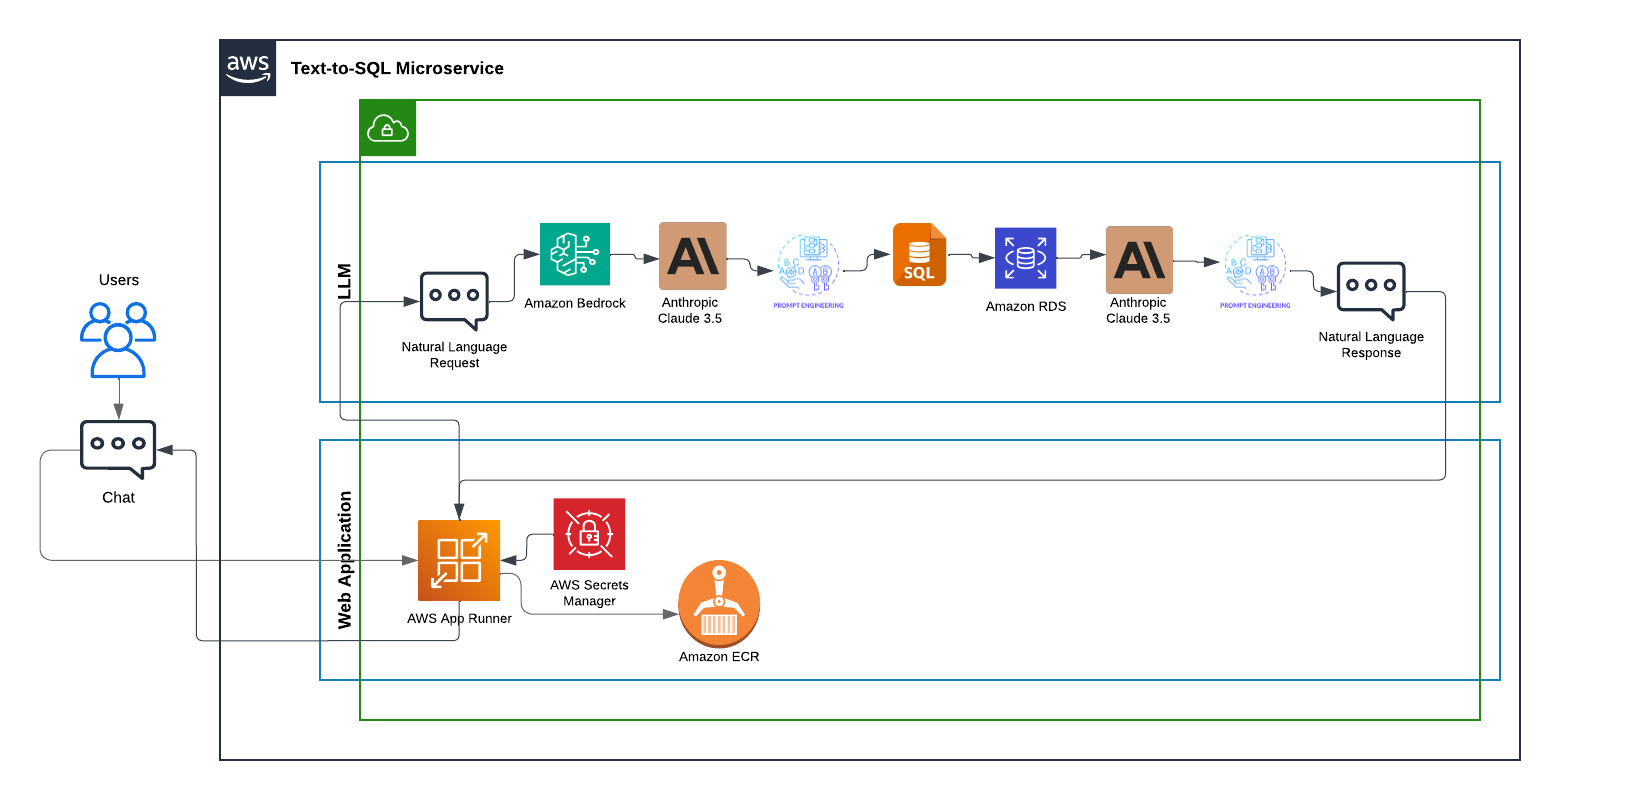 aws
Text-to-SQL Microservice
LLM
Users
Chat
Natural Language
Request
Amazon Bedrock
Anthropic
Claude 3.5
B C
A D
A B
PROMPT ENGINEERING
SQL
Amazon RDS
Anthropic
Claude 3.5
B C
A D
A B
PROMPT ENGINEERING
Natural Language
Response
Web Application
AWS App Runner
AWS Secrets
Manager
Amazon ECR